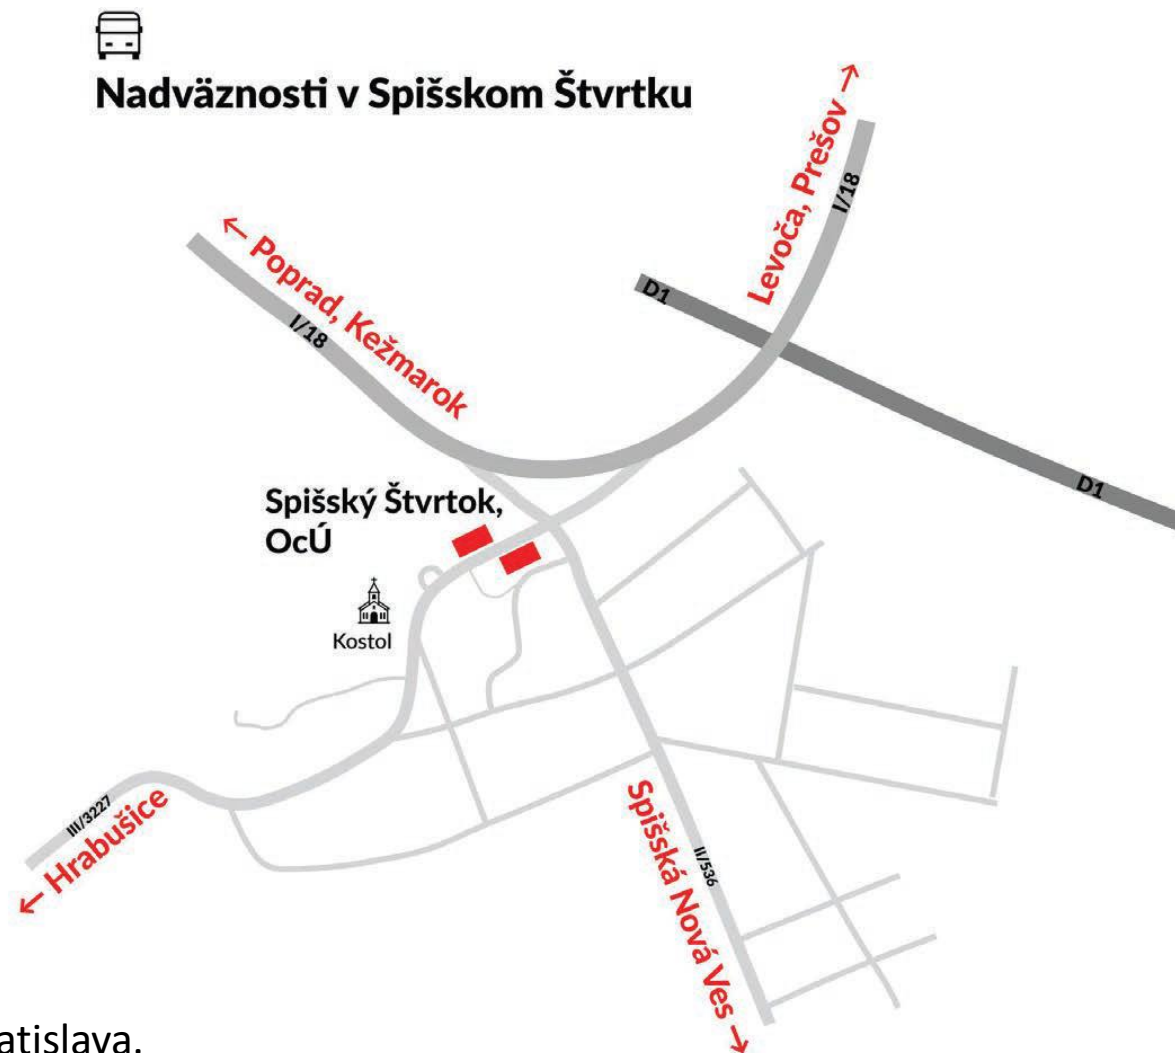 Nadväznosti v Spišskom Štvrtku
← Poprad, Kežmarok
I/18
Levoča, Prešov →
I/18
D1
D1
Spišský Štvrtok,
OcÚ
Kostol
III/3227
← Hrabušice
Spišská Nová Ves →
II/536
atislava.